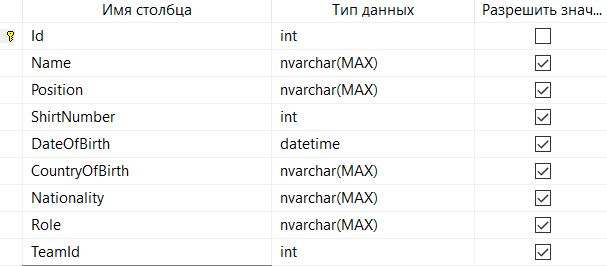 Имя столбца Тип данных Разрешить знач...
Id int
Name nvarchar(MAX)
Position nvarchar(MAX)
ShirtNumber int
DateOfBirth datetime
CountryOfBirth nvarchar(MAX)
Nationality nvarchar(MAX)
Role nvarchar(MAX)
TeamId int